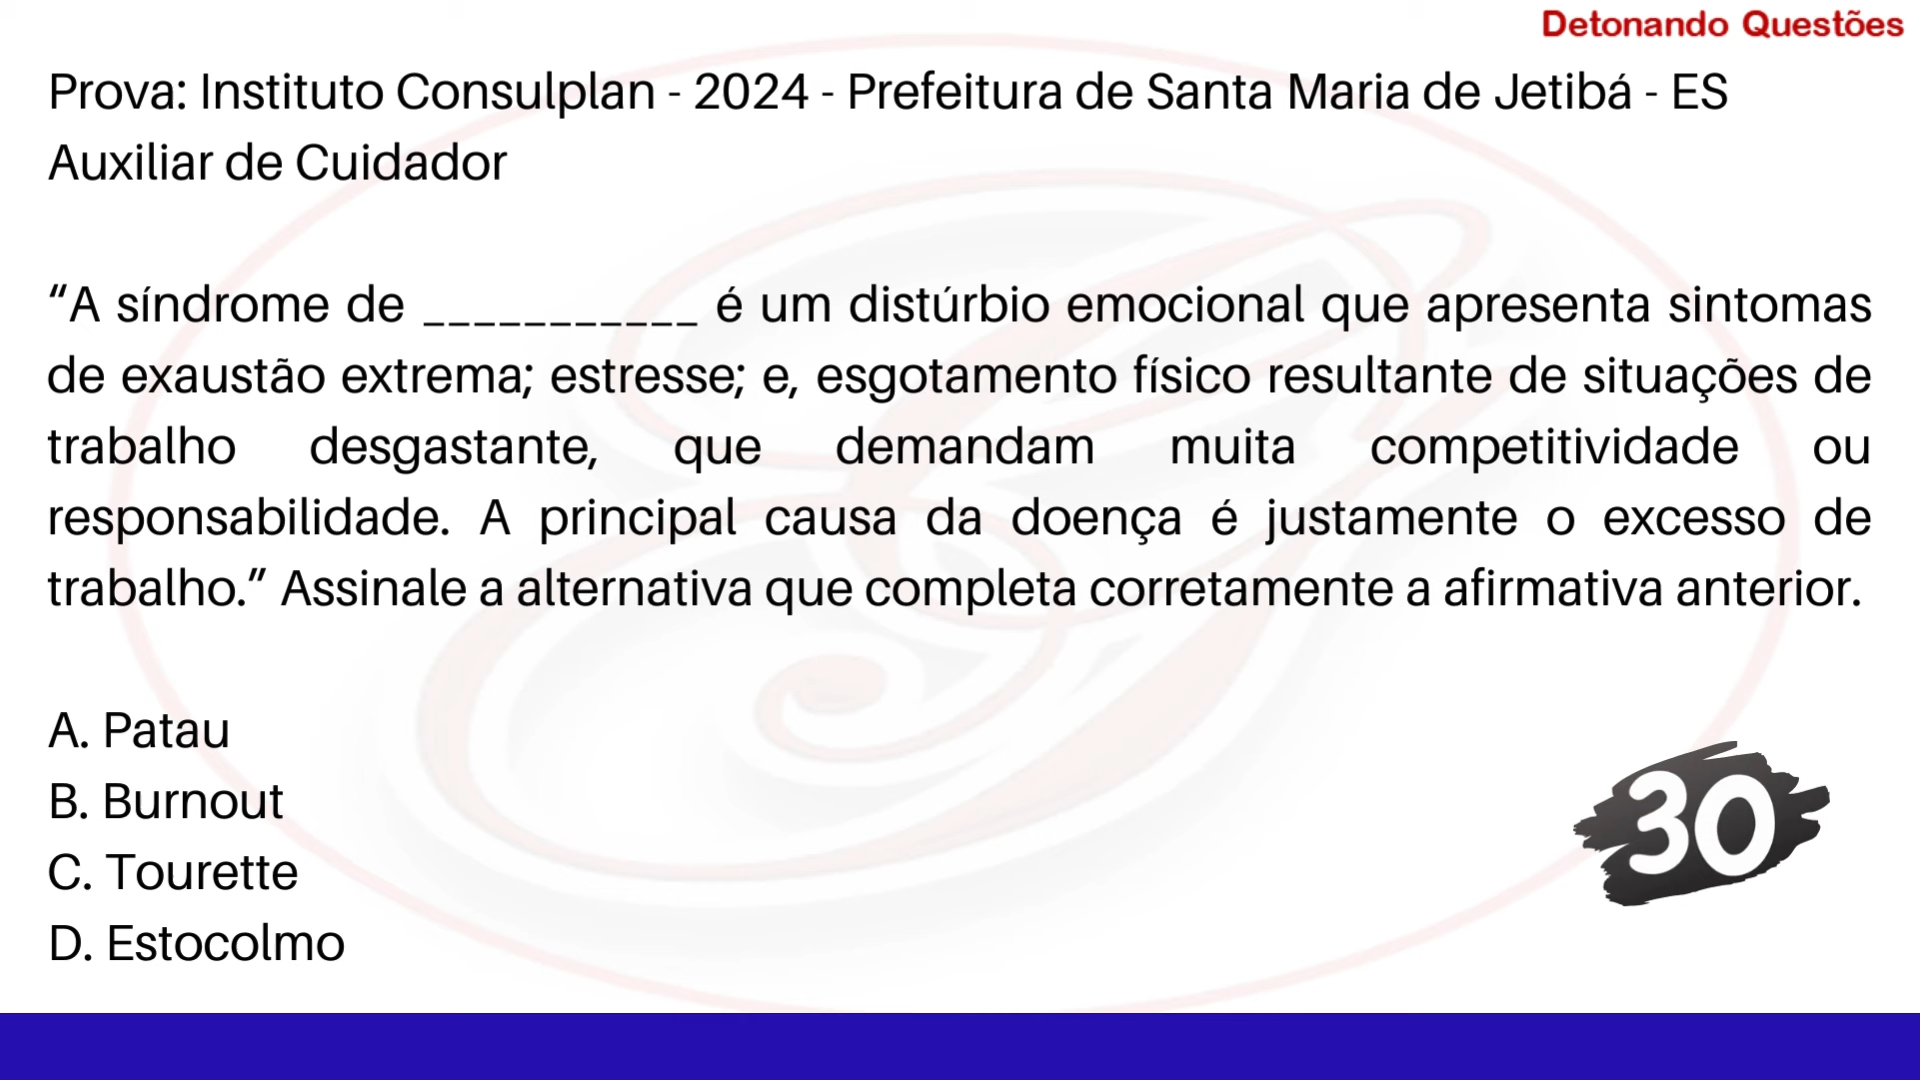 Detonando Questões
Prova: Instituto Consulplan - 2024 - Prefeitura de Santa Maria de Jetibá - ES
Auxiliar de Cuidador
“A síndrome de ___________ é um distúrbio emocional que apresenta sintomas
de exaustão extrema; estresse; e, esgotamento físico resultante de situações de
trabalho desgastante, que demandam muita competitividade ou
responsabilidade. A principal causa da doença é justamente o excesso de
trabalho.” Assinale a alternativa que completa corretamente a afirmativa anterior.
A. Patau
B. Burnout
C. Tourette
D. Estocolmo
30